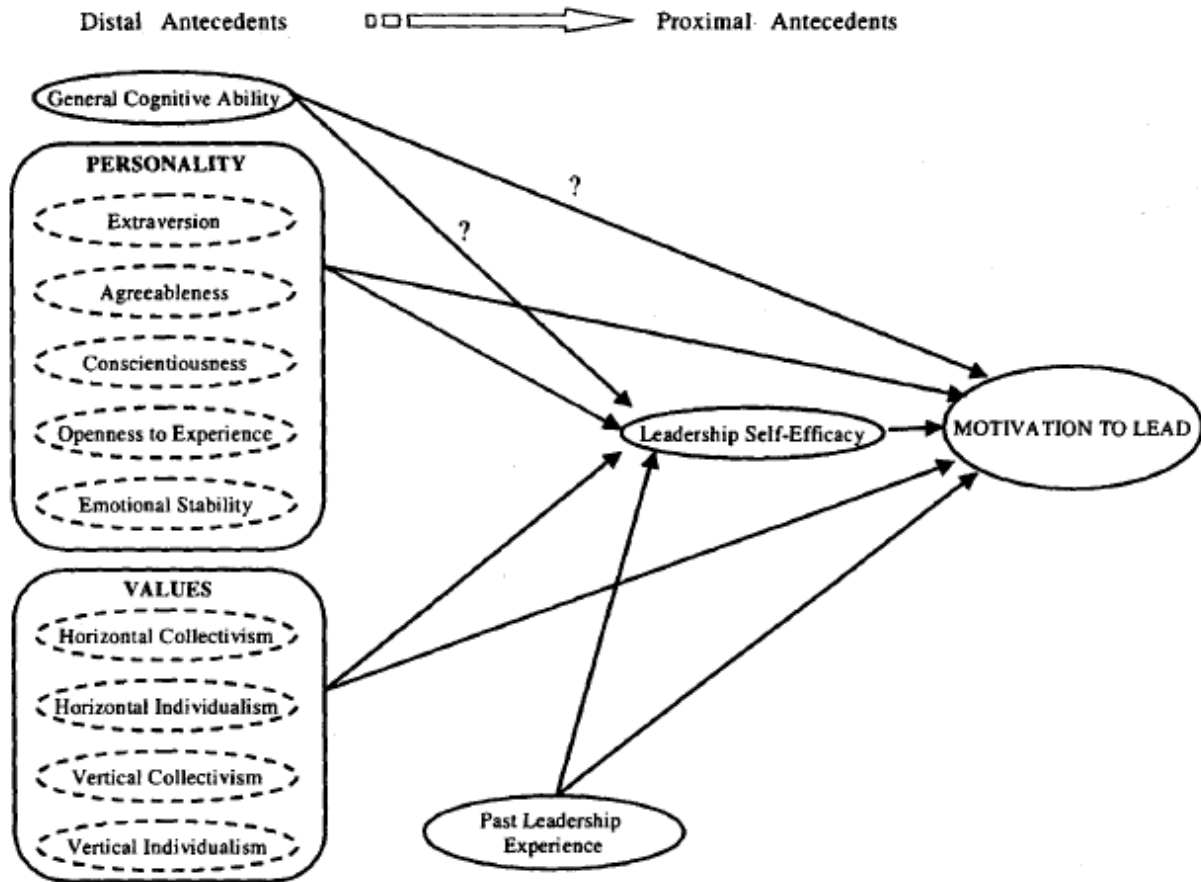 Distal Antecedents Proximal Antecedents
General Cognitive Ability
PERSONALITY
Extraversion
Agreeableness
Conscientiousness
Openness to Experience
Emotional Stability
VALUES
Horizontal Collectivism
Horizontal Individualism
Vertical Collectivism
Vertical Individualism
?
?
Leadership Self-Efficacy
MOTIVATION TO LEAD
Past Leadership
Experience